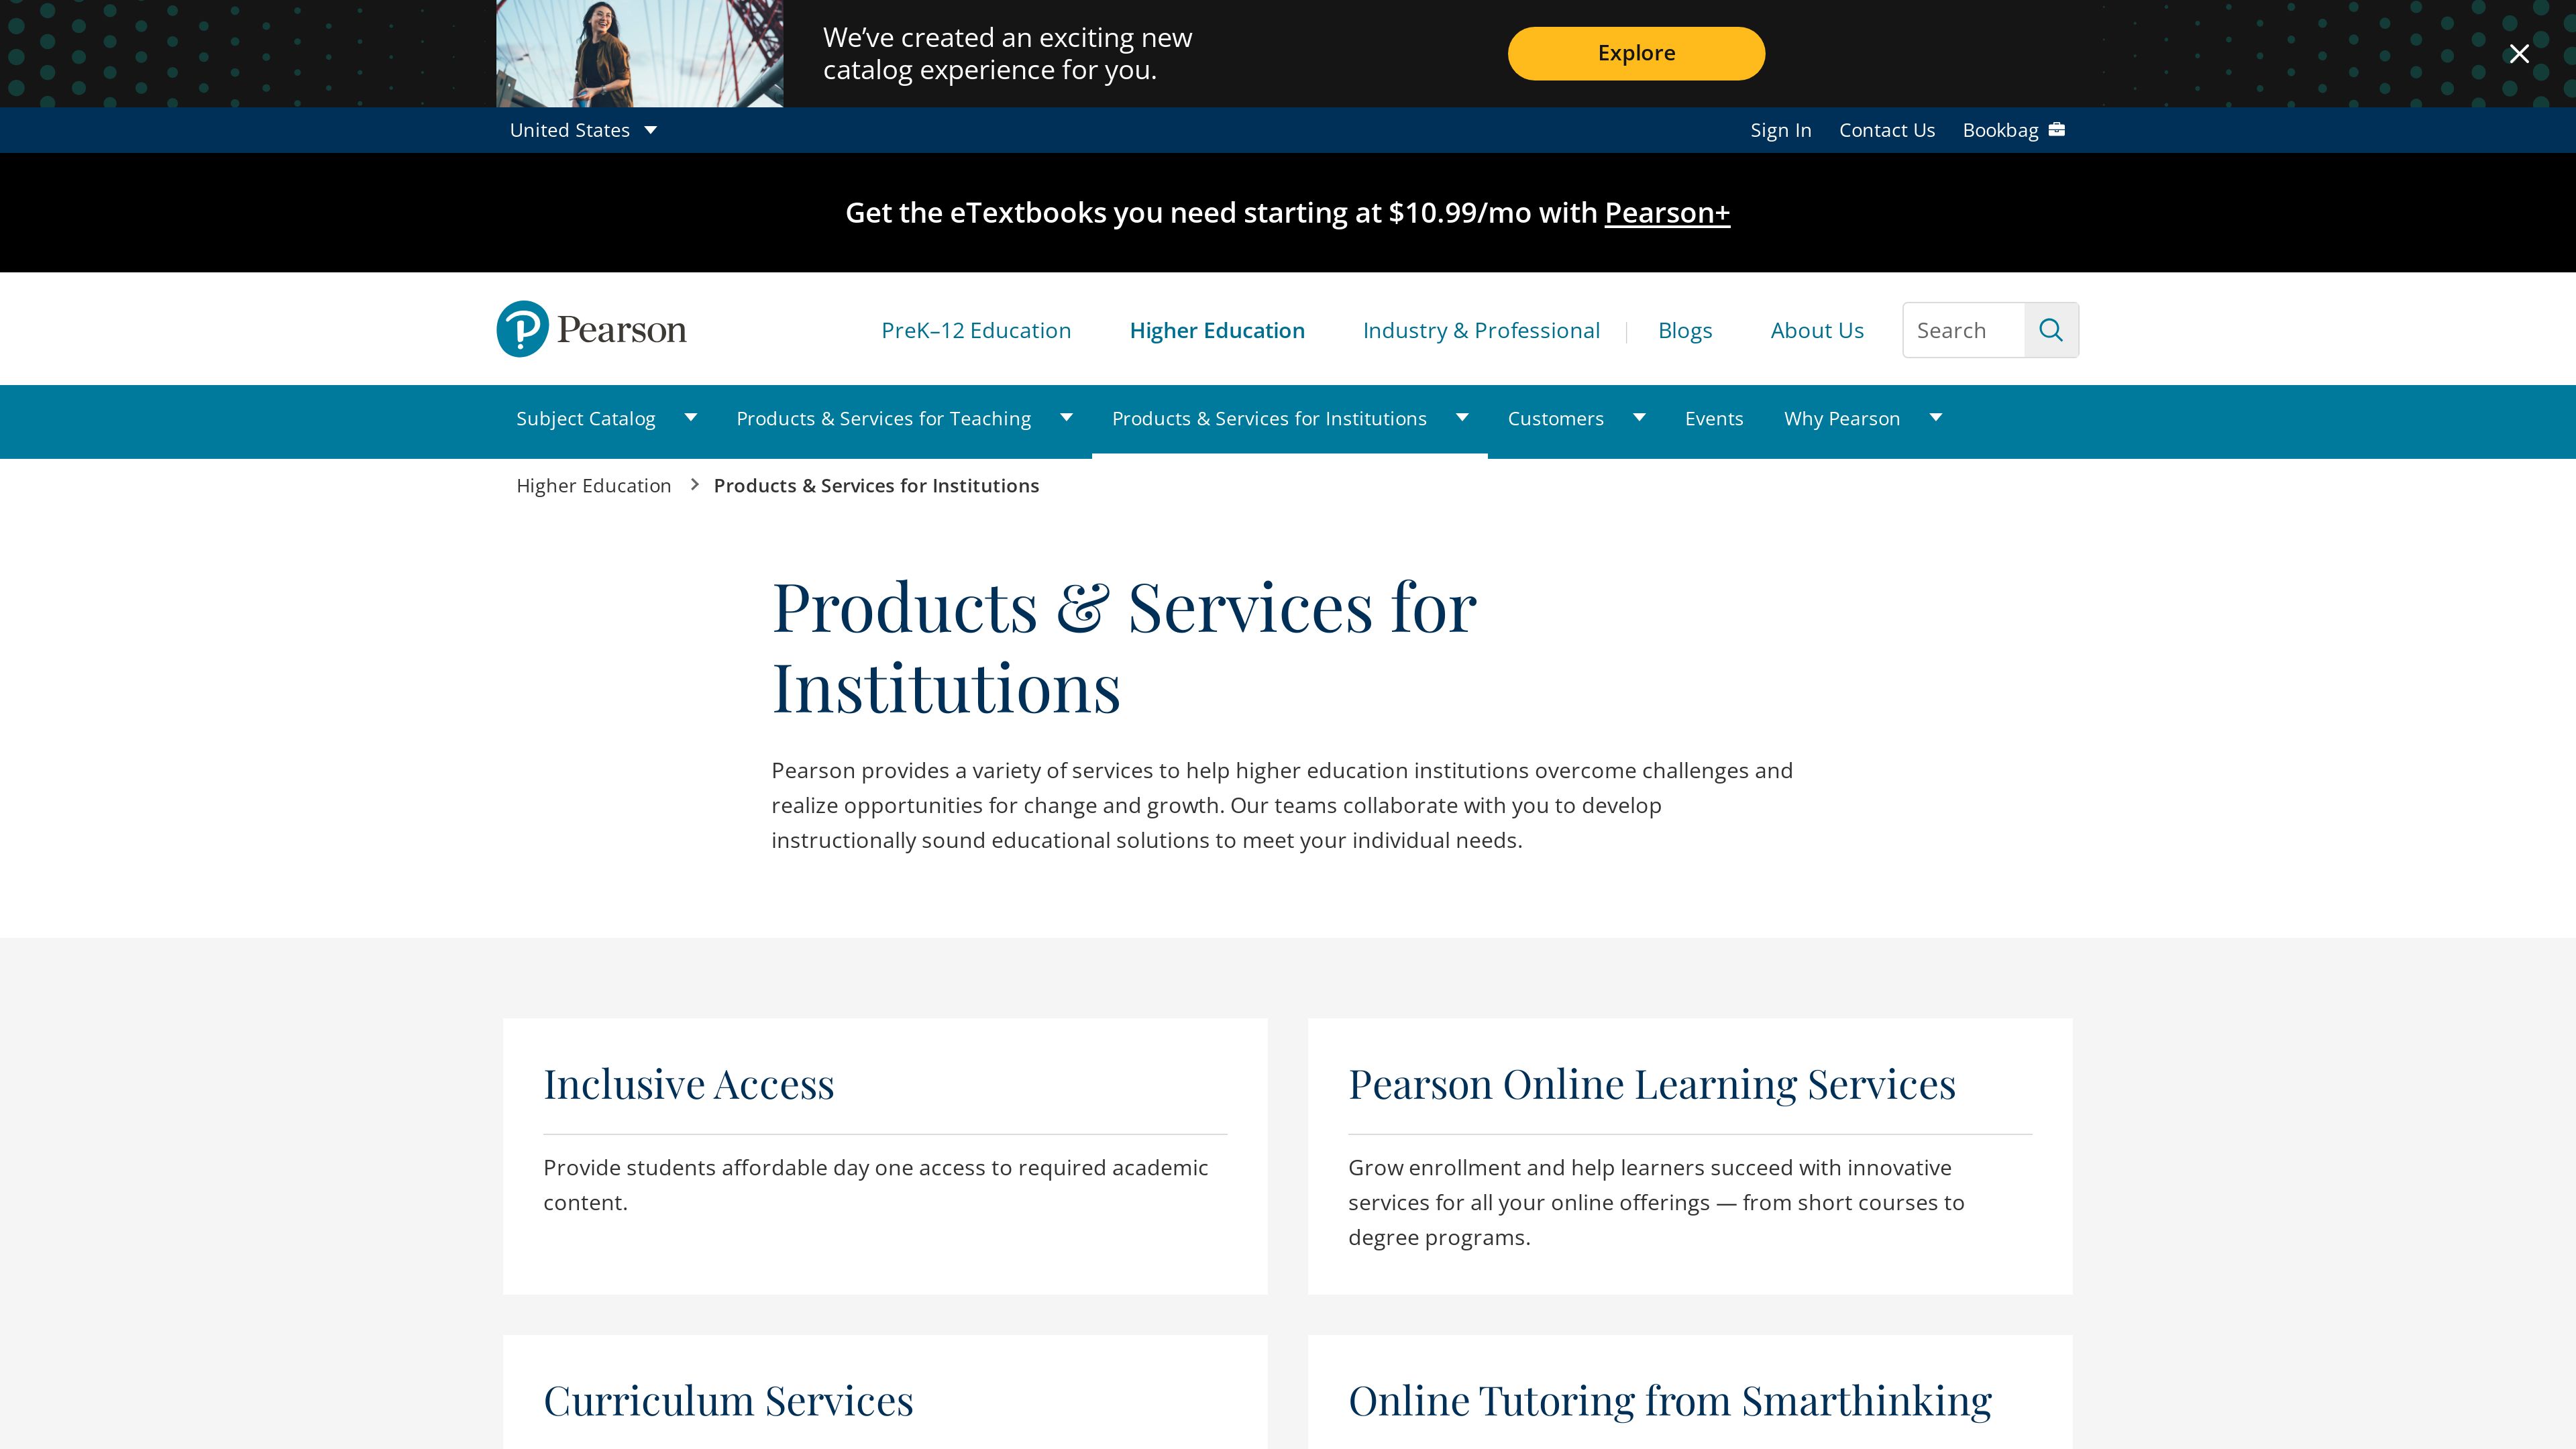 We’ve created an exciting new
catalog experience for you.
Explore
United States
Sign In
Contact Us
Bookbag
Get the eTextbooks you need starting at $10.99/mo with Pearson+
Pearson
PreK–12 Education
Higher Education
Industry & Professional
Blogs
About Us
Search
Subject Catalog
Products & Services for Teaching
Products & Services for Institutions
Customers
Events
Why Pearson
Higher Education
Products & Services for Institutions
Products & Services for
Institutions
Pearson provides a variety of services to help higher education institutions overcome challenges and
realize opportunities for change and growth. Our teams collaborate with you to develop
instructionally sound educational solutions to meet your individual needs.
Inclusive Access
Provide students affordable day one access to required academic
content.
Pearson Online Learning Services
Grow enrollment and help learners succeed with innovative
services for all your online offerings — from short courses to
degree programs.
Curriculum Services
Online Tutoring from Smarthinking